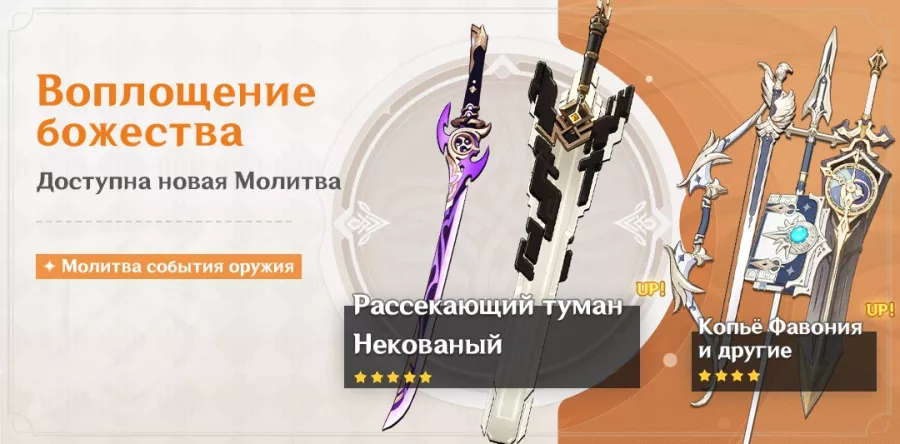 Воплощение
божества
Доступна новая Молитва
Молитва события оружия
Рассекающий туман
Некованый
UP!
Копьё Фавония
и другие
UP!